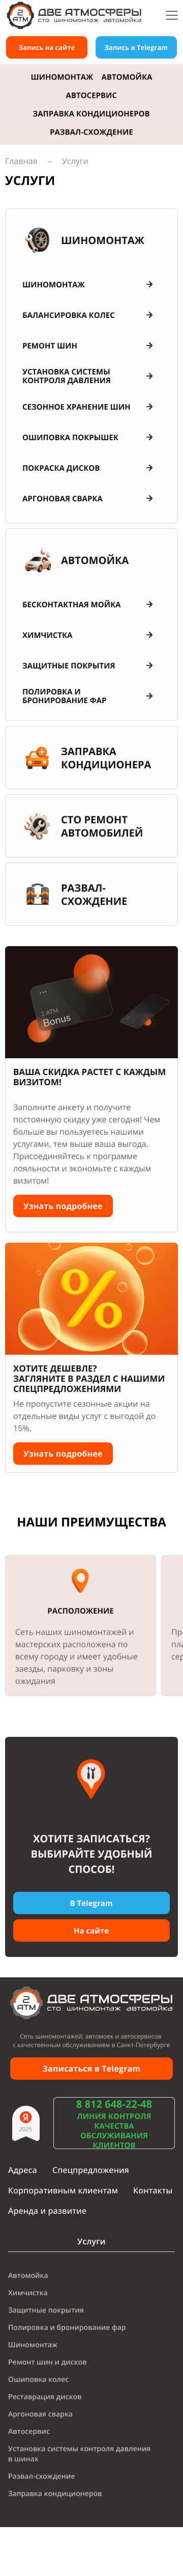 2 АТМ
ДВЕ АТМОСФЕРЫ
сто шиномонтаж автомойка
Запись на сайте
Запись в Telegram
ШИНОМОНТАЖ
АВТОМОЙКА
АВТОСЕРВИС
ЗАПРАВКА КОНДИЦИОНЕРОВ
РАЗВАЛ-СХОЖДЕНИЕ
Главная – Услуги
УСЛУГИ
ШИНОМОНТАЖ
ШИНОМОНТАЖ
БАЛАНСИРОВКА КОЛЕС
РЕМОНТ ШИН
УСТАНОВКА СИСТЕМЫ
КОНТРОЛЯ ДАВЛЕНИЯ
СЕЗОННОЕ ХРАНЕНИЕ ШИН
ОШИПОВКА ПОКРЫШЕК
ПОКРАСКА ДИСКОВ
АРГОНОВАЯ СВАРКА
АВТОМОЙКА
БЕСКОНТАКТНАЯ МОЙКА
ХИМЧИСТКА
ЗАЩИТНЫЕ ПОКРЫТИЯ
ПОЛИРОВКА И
БРОНИРОВАНИЕ ФАР
ЗАПРАВКА
КОНДИЦИОНЕРА
СТО РЕМОНТ
АВТОМОБИЛЕЙ
РАЗВАЛ-
СХОЖДЕНИЕ
2 ATM
Bonus
ВАША СКИДКА РАСТЕТ С КАЖДЫМ
ВИЗИТОМ!
Заполните анкету и получите
постоянную скидку уже сегодня! Чем
больше вы пользуетесь нашими
услугами, тем выше ваша выгода.
Присоединяйтесь к программе
лояльности и экономьте с каждым
визитом!
Узнать подробнее
%
ХОТИТЕ ДЕШЕВЛЕ?
ЗАГЛЯНИТЕ В РАЗДЕЛ С НАШИМИ
СПЕЦПРЕДЛОЖЕНИЯМИ
Не пропустите сезонные акции на
отдельные виды услуг с выгодой до
15%.
Узнать подробнее
НАШИ ПРЕИМУЩЕСТВА
РАСПОЛОЖЕНИЕ
Сеть наших шиномонтажей и
мастерских расположена по
всему городу и имеет удобные
заезды, парковку и зоны
ожидания
ХОТИТЕ ЗАПИСАТЬСЯ?
ВЫБИРАЙТЕ УДОБНЫЙ
СПОСОБ!
В Telegram
На сайте
2 АТМ
ДВЕ АТМОСФЕРЫ
сто шиномонтаж автомойка
Сеть шиномонтажей, автомоек и автосервисов
с качественным обслуживанием в Санкт-Петербурге
Записаться в Telegram
Я
2025
8 812 648-22-48
ЛИНИЯ КОНТРОЛЯ
КАЧЕСТВА
ОБСЛУЖИВАНИЯ
КЛИЕНТОВ
Адреса
Спецпредложения
Корпоративным клиентам
Контакты
Аренда и развитие
Услуги
Автомойка
Химчистка
Защитные покрытия
Полировка и бронирование фар
Шиномонтаж
Ремонт шин и дисков
Ошиповка колес
Реставрация дисков
Аргоновая сварка
Автосервис
Установка системы контроля давления
в шинах
Развал-схождение
Заправка кондиционеров